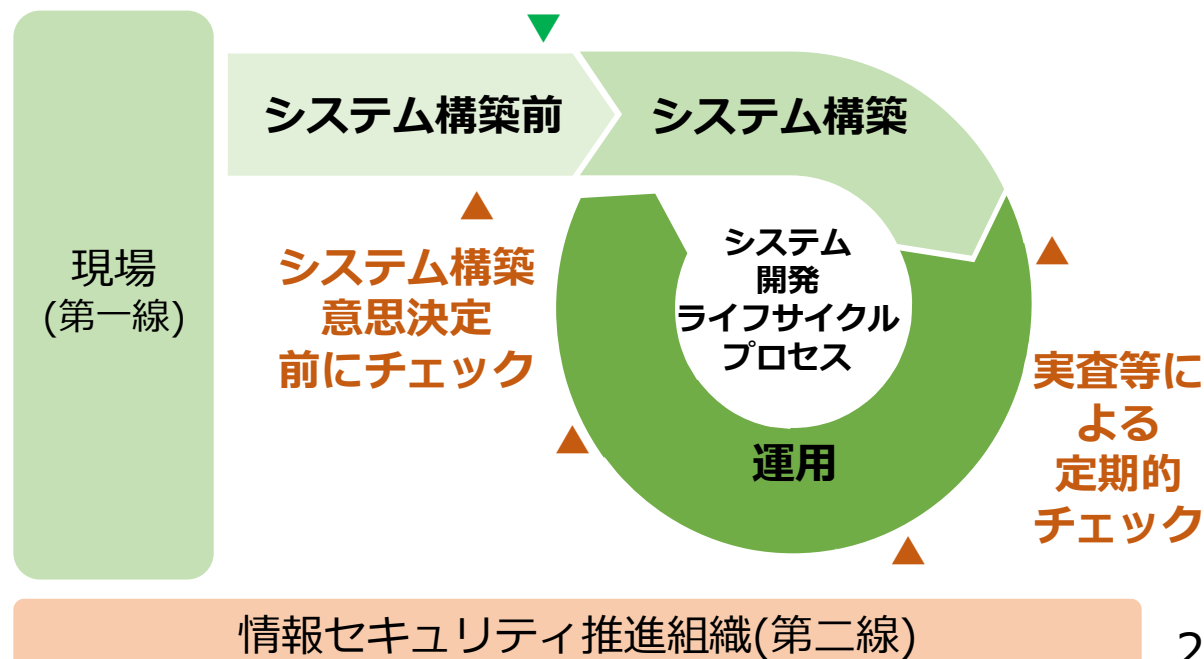 現場
(第一線)
システム構築前
システム構築
システム構築
意思決定
前にチェック
システム
開発
ライフサイクル
プロセス
運用
実査等に
よる
定期的
チェック
情報セキュリティ推進組織(第二線)
2